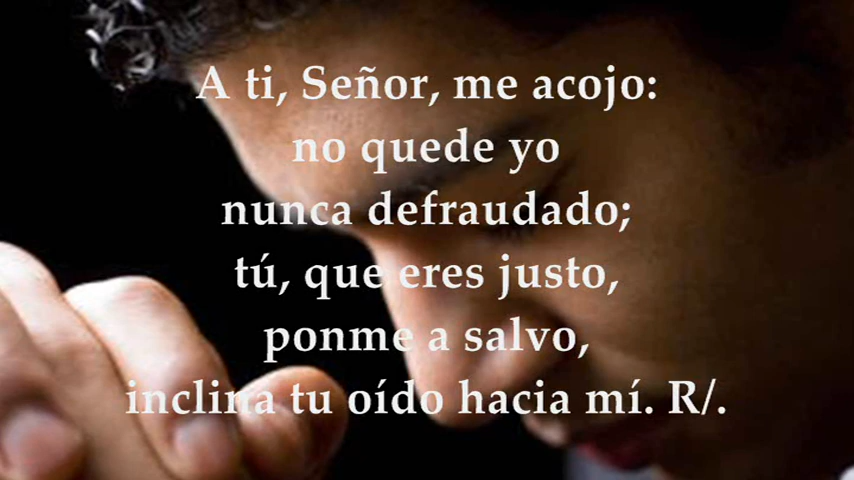 A ti, Señor, me acojo:
no quede yo
nunca defraudado;
tú, que eres justo,
ponme a salvo,
inclina tu oído hacia mí. R/.